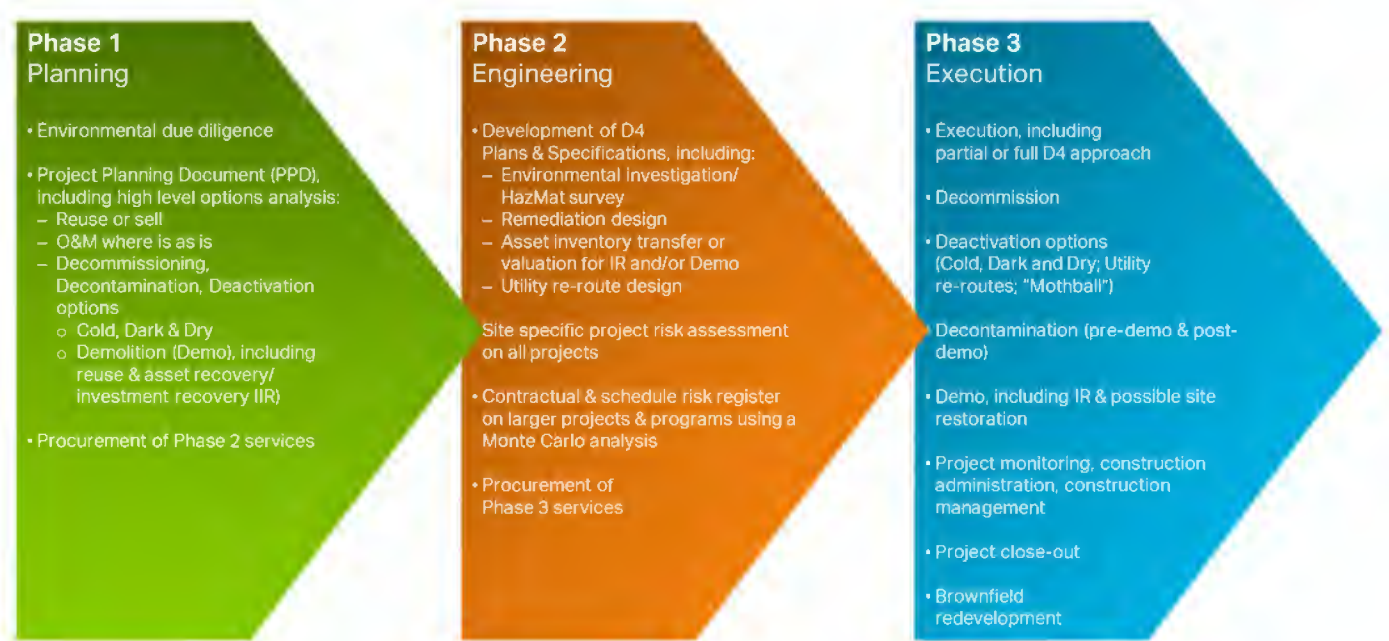 Phase 1
Planning
• Environmental due diligence
• Project Planning Document (PPD),
including high level options analysis:
– Reuse or sell
– O&M where is as is
– Decommissioning,
Decontamination, Deactivation
options
○ Cold, Dark & Dry
○ Demolition (Demo), including
reuse & asset recovery/
investment recovery IIR)
• Procurement of Phase 2 services
Phase 2
Engineering
• Development of D4
Plans & Specifications, including:
– Environmental investigation/
HazMat survey
– Remediation design
– Asset inventory transfer or
valuation for IR and/or Demo
– Utility re-route design
Site specific project risk assessment
on all projects
• Contractual & schedule risk register
on larger projects & programs using a
Monte Carlo analysis
• Procurement of
Phase 3 services
Phase 3
Execution
• Execution, including
partial or full D4 approach
• Decommission
• Deactivation options
(Cold, Dark and Dry; Utility
re-routes; "Mothball")
Decontamination (pre-demo & post-
demo)
• Demo, including IR & possible site
restoration
• Project monitoring, construction
administration, construction
management
• Project close-out
• Brownfield
redevelopment